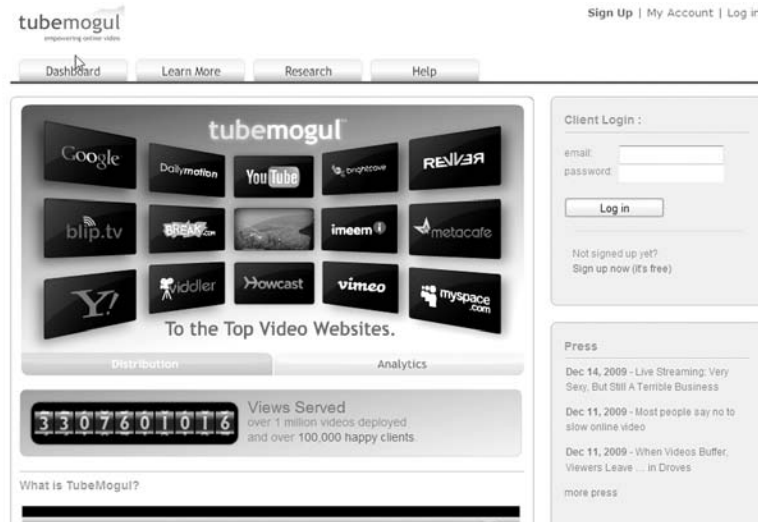 tubemogul
empowering online video
Sign Up | My Account | Log in
Dashboard Learn More Research Help
tubemogul
Google Dailymotion YouTube brightcove REVVER
blip.tv BREAK.com imeem metacafe
Y! viddler Howcast vimeo myspace.com
To the Top Video Websites.
Distribution Analytics
3307601016
Views Served
over 1 million videos deployed
and over 100,000 happy clients.
What is TubeMogul?
Client Login :
email:
password:
Log in
Not signed up yet?
Sign up now (it's free)
Press
Dec 14, 2009 - Live Streaming: Very
Sexy, But Still A Terrible Business
Dec 11, 2009 - Most people say no to
slow online video
Dec 11, 2009 - When Videos Buffer,
Viewers Leave ... in Droves
more press